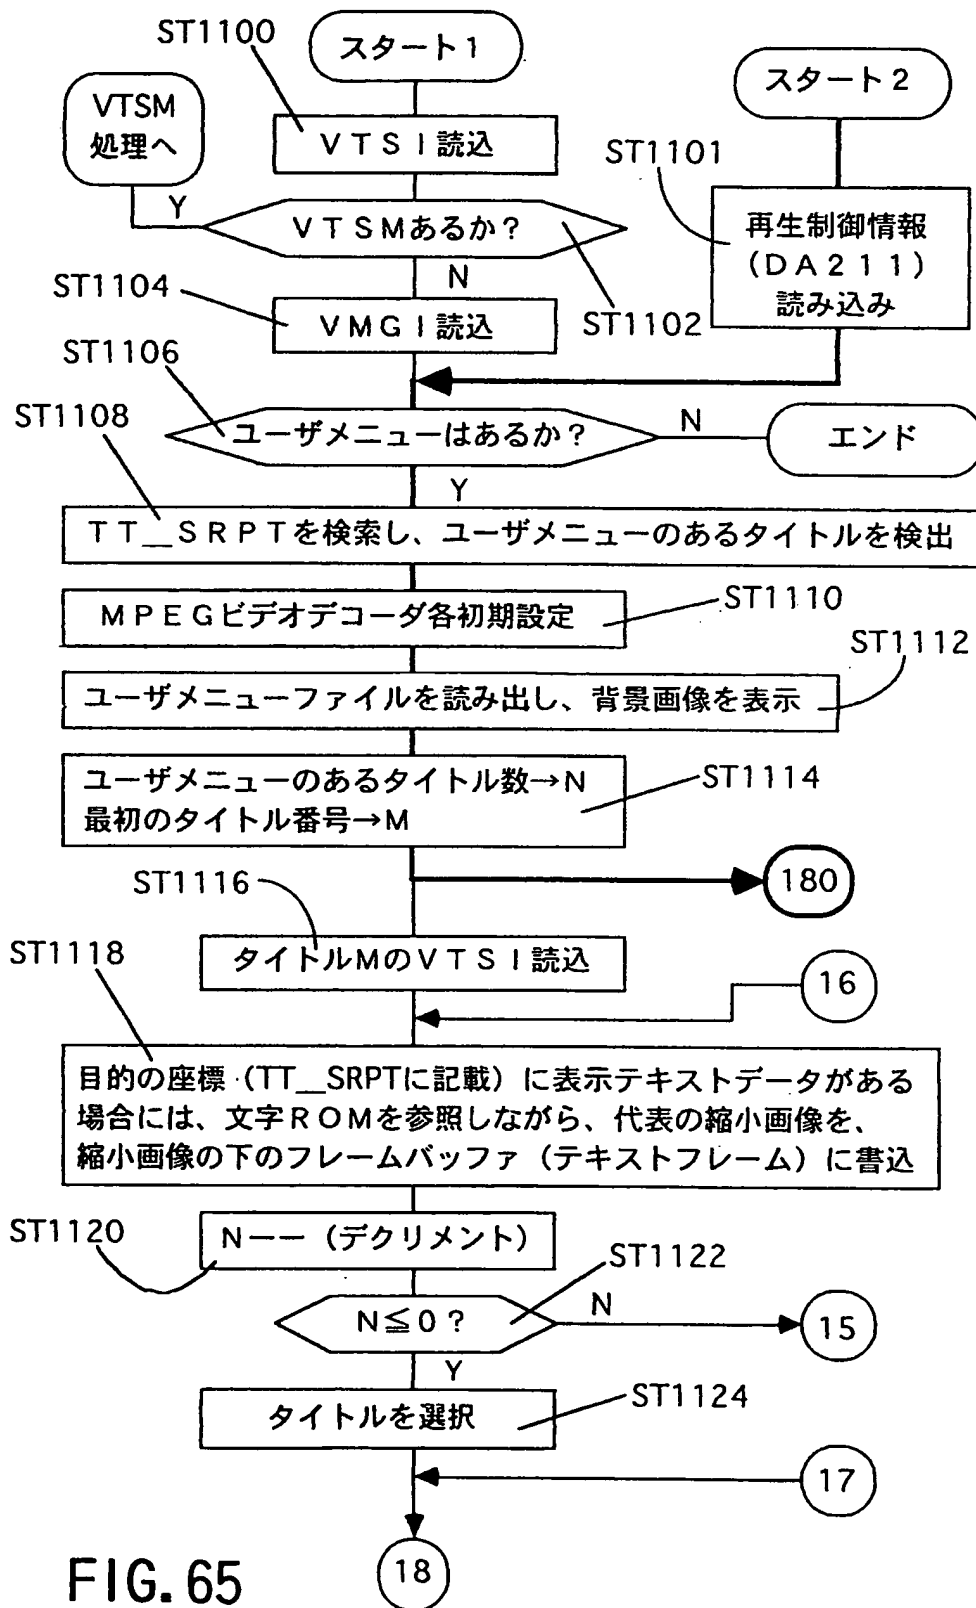 ST1100
スタート1
スタート2
VTSM
処理へ
VTSI読込
ST1101
Y
VTSMあるか?
再生制御情報
(DA211)
読み込み
N
ST1104
ST1102
VMGI読込
ST1106
ST1108
ユーザメニューはあるか?
N
エンド
Y
TT__SRPTを検索し、ユーザメニューのあるタイトルを検出
MPEGビデオデコーダ各初期設定
ST1110
ST1112
ユーザメニューファイルを読み出し、背景画像を表示
ユーザメニューのあるタイトル数→N
最初のタイトル番号→M
ST1114
ST1116
180
ST1118
タイトルMのVTSI読込
16
目的の座標(TT__SRPTに記載)に表示テキストデータがある
場合には、文字ROMを参照しながら、代表の縮小画像を、
縮小画像の下のフレームバッファ(テキストフレーム)に書込
ST1120
N−−(デクリメント)
ST1122
N≦0?
N
15
Y
タイトルを選択
ST1124
17
18
FIG. 65